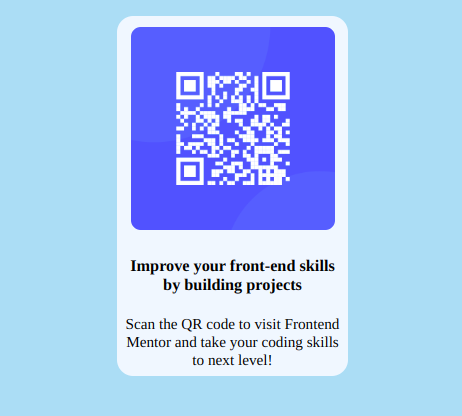 Improve your front-end skills
by building projects
Scan the QR code to visit Frontend
Mentor and take your coding skills
to next level!